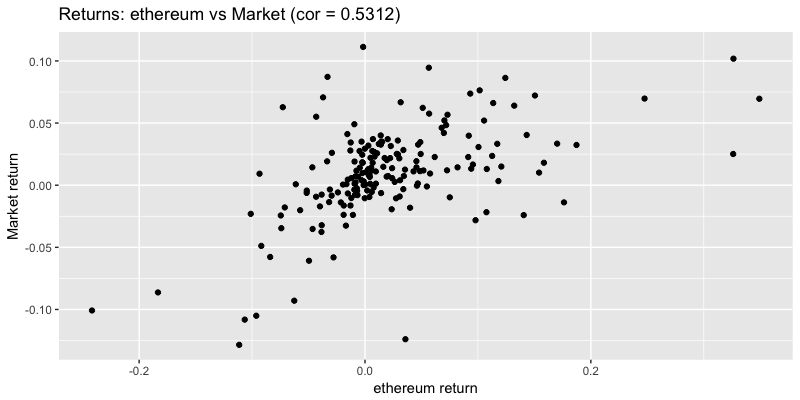 Returns: ethereum vs Market (cor = 0.5312)
0.10
0.05
0.00
-0.05
-0.10
Market return
-0.2
0.0
0.2
ethereum return